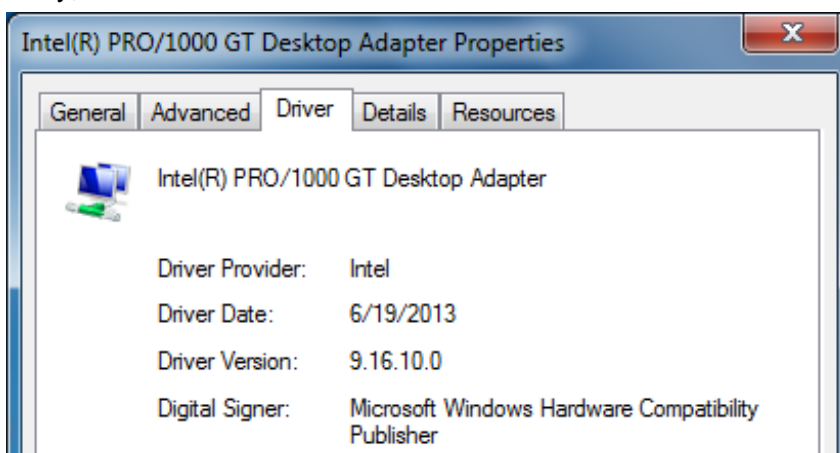 Intel(R) PRO/1000 GT Desktop Adapter Properties
General Advanced Driver Details Resources
Intel(R) PRO/1000 GT Desktop Adapter
Driver Provider: Intel
Driver Date: 6/19/2013
Driver Version: 9.16.10.0
Digital Signer: Microsoft Windows Hardware Compatibility
Publisher